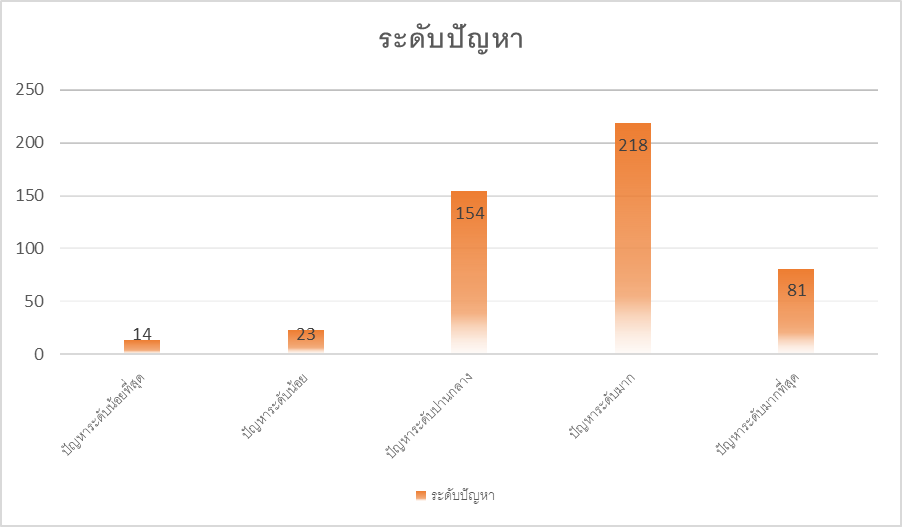 ระดับปัญหา
250
200
150
100
50
0
14
23
154
218
81
ปัญหาระดับน้อยที่สุด
ปัญหาระดับน้อย
ปัญหาระดับปานกลาง
ปัญหาระดับมาก
ปัญหาระดับมากที่สุด
ระดับปัญหา